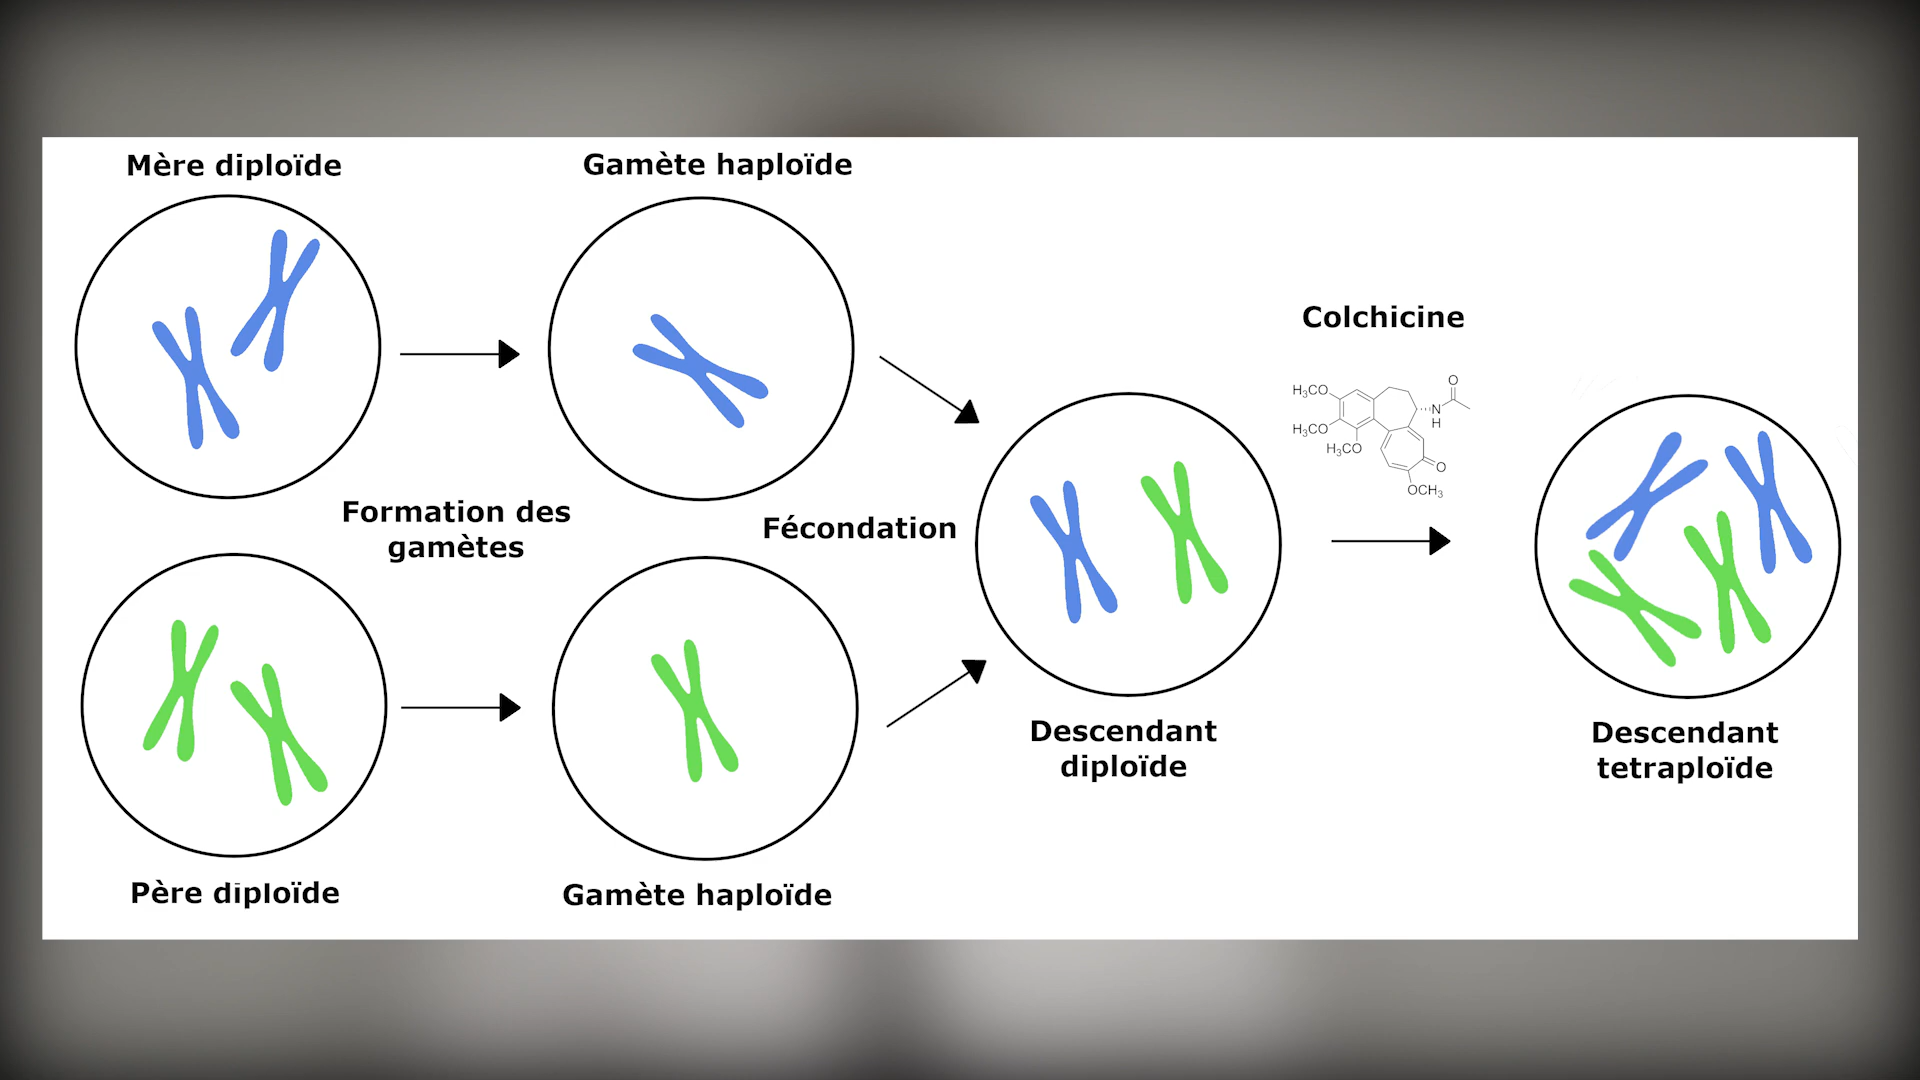 Mère diploïde
Gamète haploïde
Colchicine
H₃CO
H₃CO
H₃CO
O
N
H
O
OCH₃
Formation des
gamètes
Fécondation
Descendant
diploïde
Descendant
tetraploïde
Père diploïde
Gamète haploïde